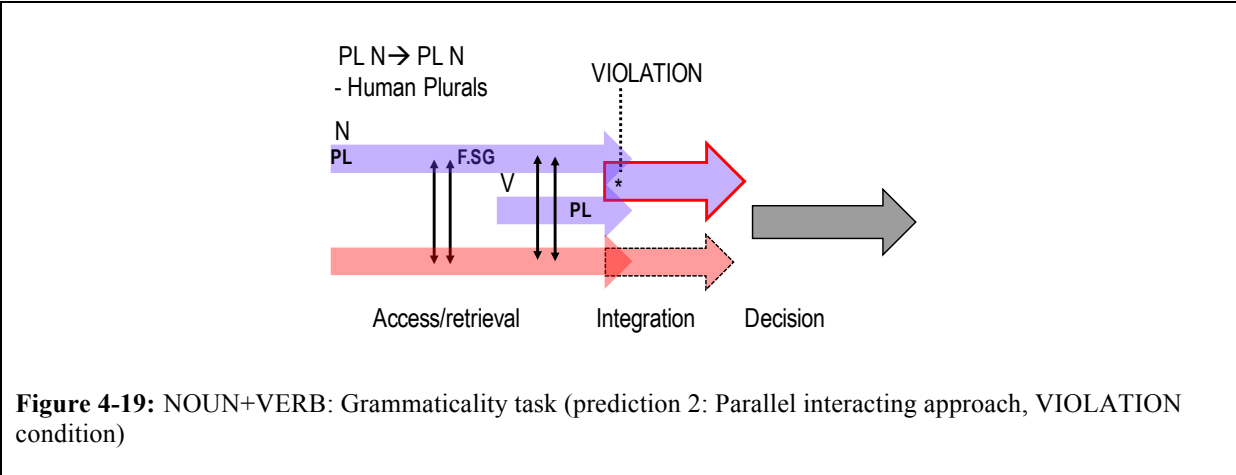 PL N→ PL N
- Human Plurals
VIOLATION
N
PL F.SG
V
*
PL
Access/retrieval Integration Decision
Figure 4-19: NOUN+VERB: Grammaticality task (prediction 2: Parallel interacting approach, VIOLATION
condition)